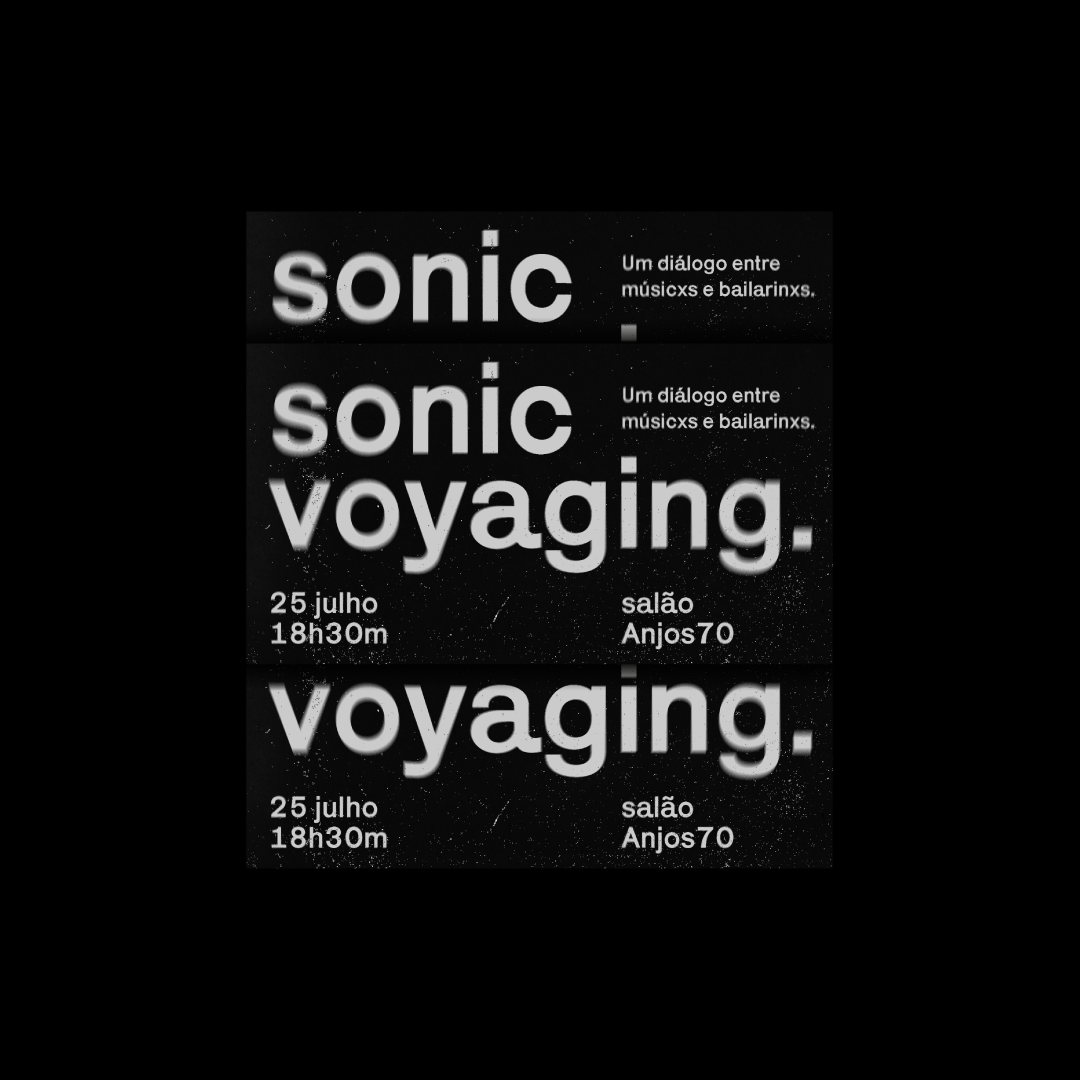 sonic
Um diálogo entre
músicxs e bailarinxs.
sonic
Um diálogo entre
músicxs e bailarinxs.
voyaging.
25 julho
18h30m
salão
Anjos70
voyaging.
25 julho
18h30m
salão
Anjos70